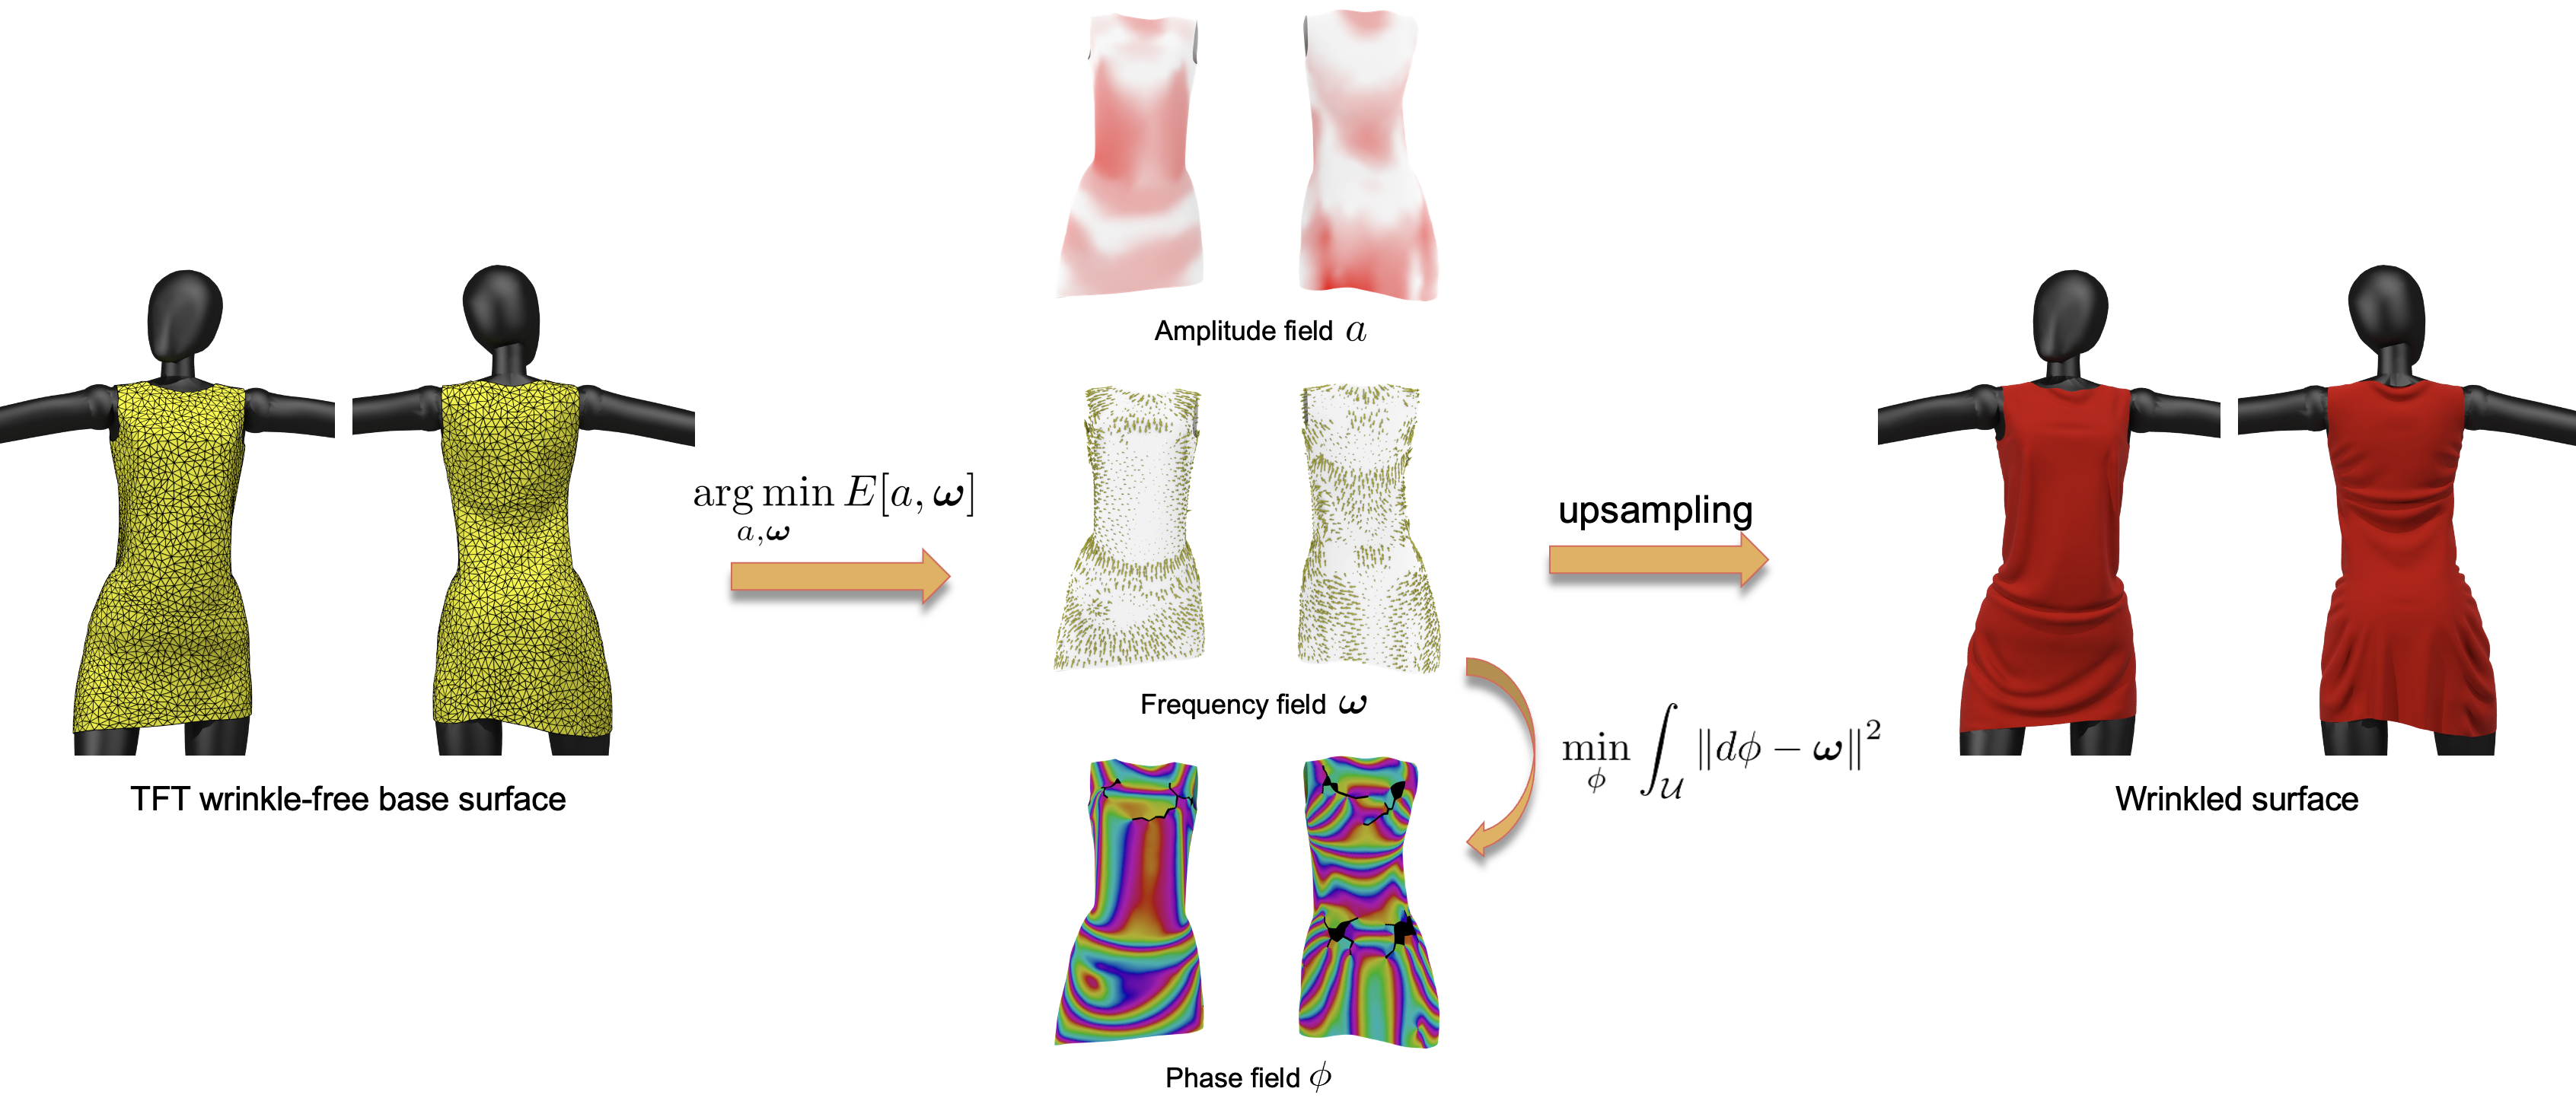 TFT wrinkle-free base surface
arg min E[a, ω]
a,ω
Amplitude field a
Frequency field ω
Phase field ϕ
min ∫_𝒰 ‖dϕ − ω‖²
ϕ
upsampling
Wrinkled surface